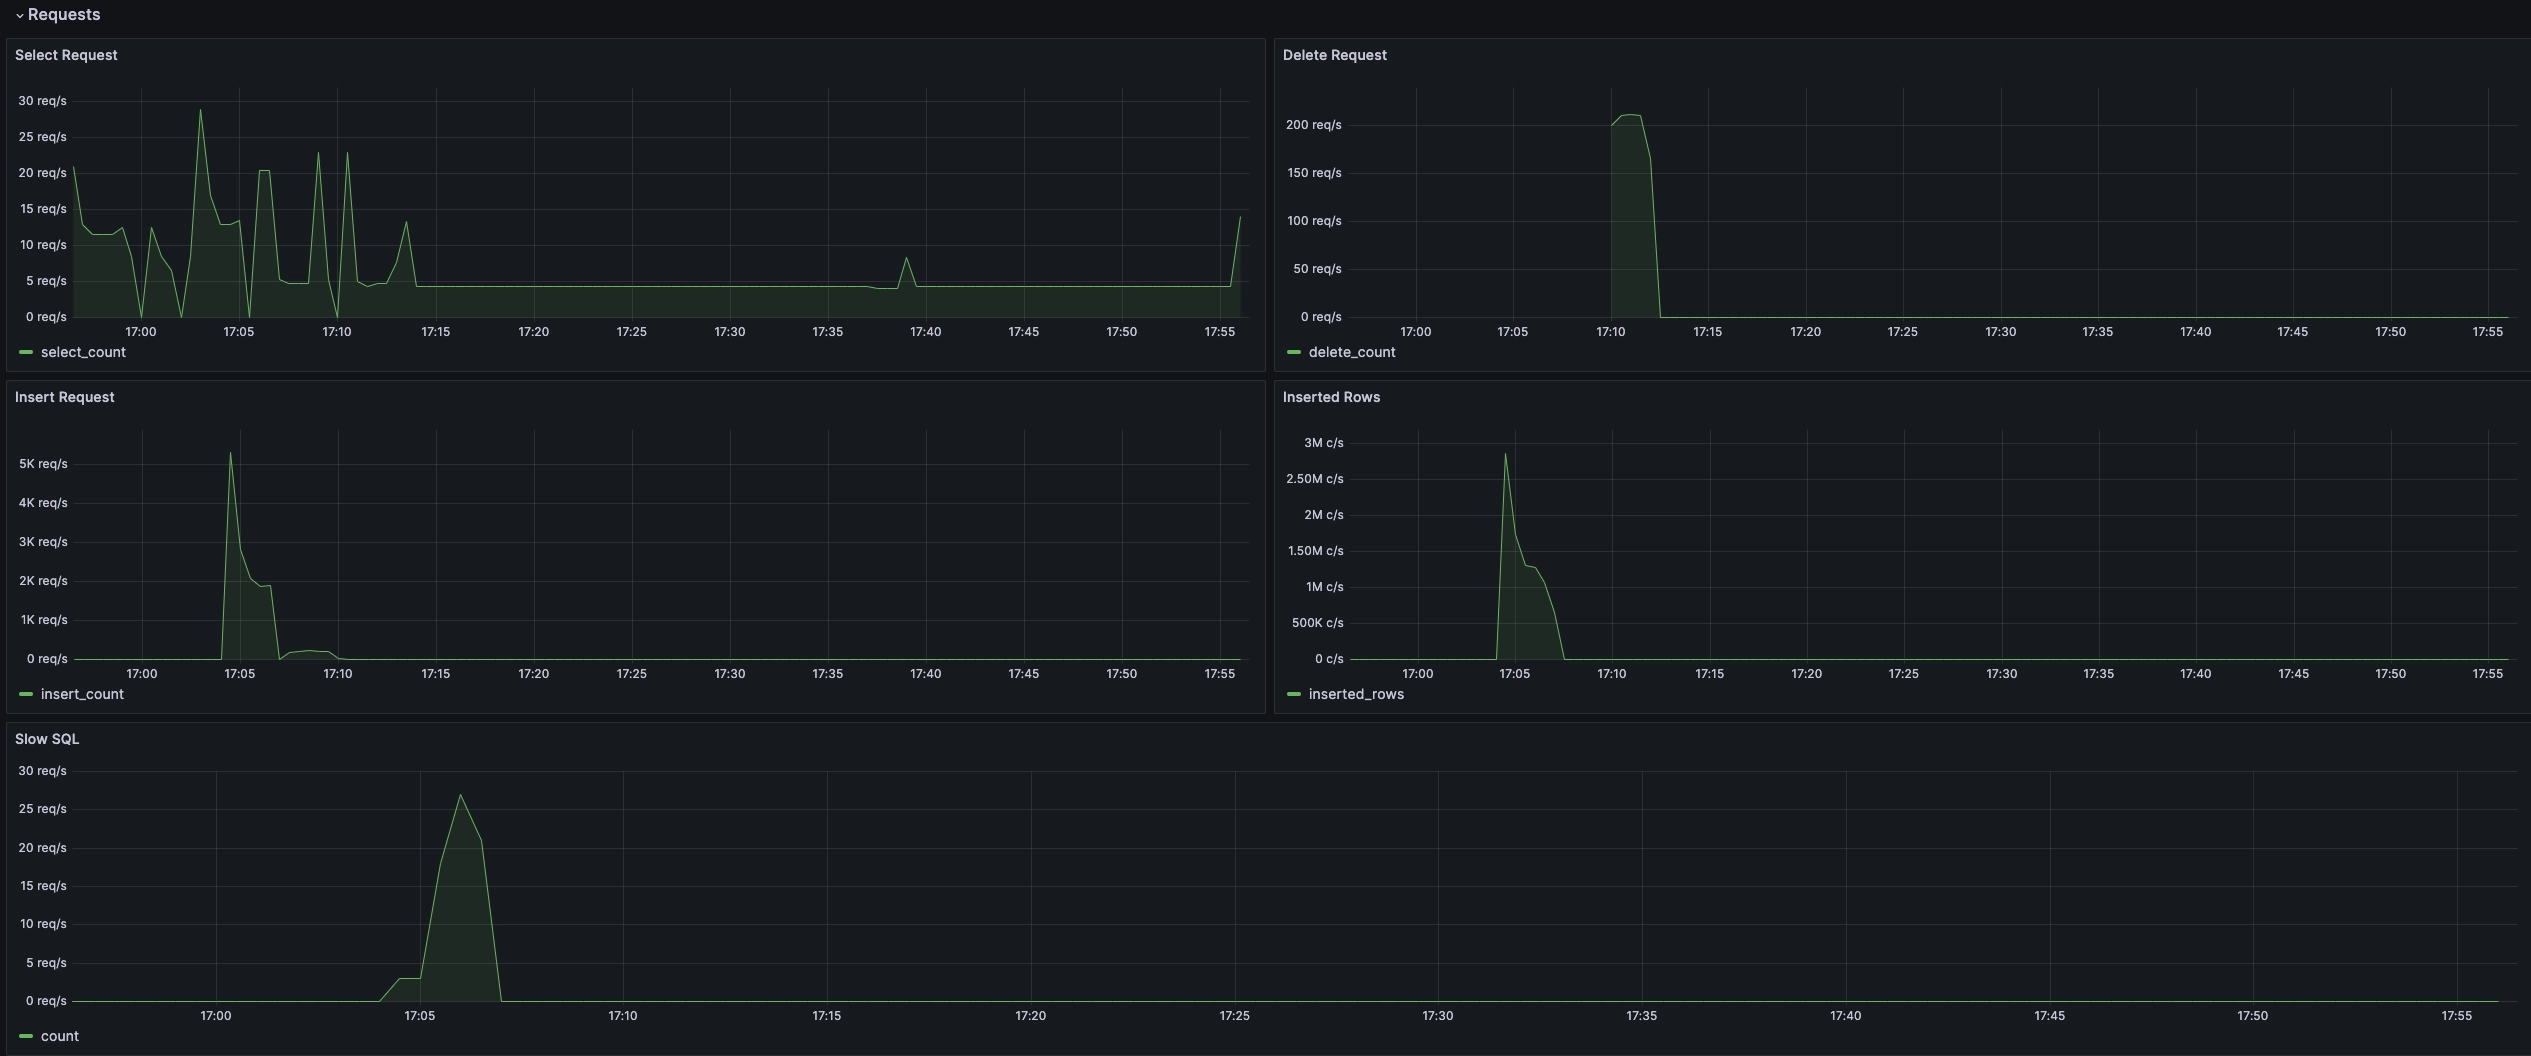 Requests
Select Request
30 req/s
25 req/s
20 req/s
15 req/s
10 req/s
5 req/s
0 req/s
17:00 17:05 17:10 17:15 17:20 17:25 17:30 17:35 17:40 17:45 17:50 17:55
select_count
Delete Request
200 req/s
150 req/s
100 req/s
50 req/s
0 req/s
17:00 17:05 17:10 17:15 17:20 17:25 17:30 17:35 17:40 17:45 17:50 17:55
delete_count
Insert Request
5K req/s
4K req/s
3K req/s
2K req/s
1K req/s
0 req/s
17:00 17:05 17:10 17:15 17:20 17:25 17:30 17:35 17:40 17:45 17:50 17:55
insert_count
Inserted Rows
3M c/s
2.50M c/s
2M c/s
1.50M c/s
1M c/s
500K c/s
0 c/s
17:00 17:05 17:10 17:15 17:20 17:25 17:30 17:35 17:40 17:45 17:50 17:55
inserted_rows
Slow SQL
30 req/s
25 req/s
20 req/s
15 req/s
10 req/s
5 req/s
0 req/s
17:00 17:05 17:10 17:15 17:20 17:25 17:30 17:35 17:40 17:45 17:50 17:55
count